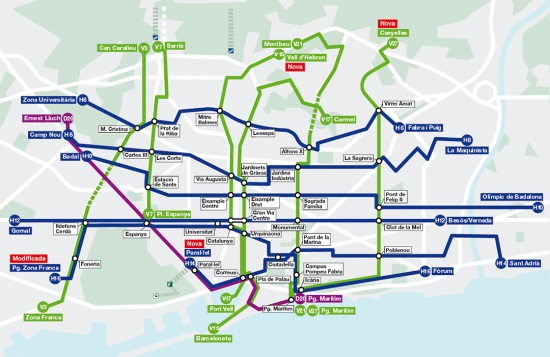 Nova
Canyelles
V27
Montbau
V21
V19
Vall d'Hebron
Nova
Can Caralleu
V3
V7
Sarrià
Zona Universitària
H6
Ernest Lluch
D20
Camp Nou
H8
Badal
H10
M. Cristina
Prat de
la Riba
Mitre
Balmes
Lesseps
V17
Carmel
Virrei Amat
H6
Fabra i Puig
H8
La Maquinista
Alfons X
Carles III
Les Corts
La Sagrera
Jardinets
de Gràcia
Jardins
Indústria
Estació
de Sants
Via Augusta
Eixample
Centre
Eixample
Dret
Sagrada
Família
Pont de
Felip II
Olímpic de Badalona
H10
V7
Pl. Espanya
H12
Gornal
Ildefons
Cerdà
Espanya
Gran Via
Centre
Universitat
Monumental
Clot de la Mel
H12
Besòs/Verneda
Catalunya
Urquinaona
Nova
Paral·lel
H14
Paral·lel
Pont de la
Marina
Poblenou
Modificada
Pg. Zona Franca
H16
Foneria
Ciutadella
Correus
Pla de Palau
Campus
Pompeu Fabra
Icària
H16
Fòrum
H14
Sant Adrià
V3
Zona Franca
V17
Port Vell
Pg. Marítim
D20
Pg. Marítim
V21
V27
Pg. Marítim
V15
Barceloneta